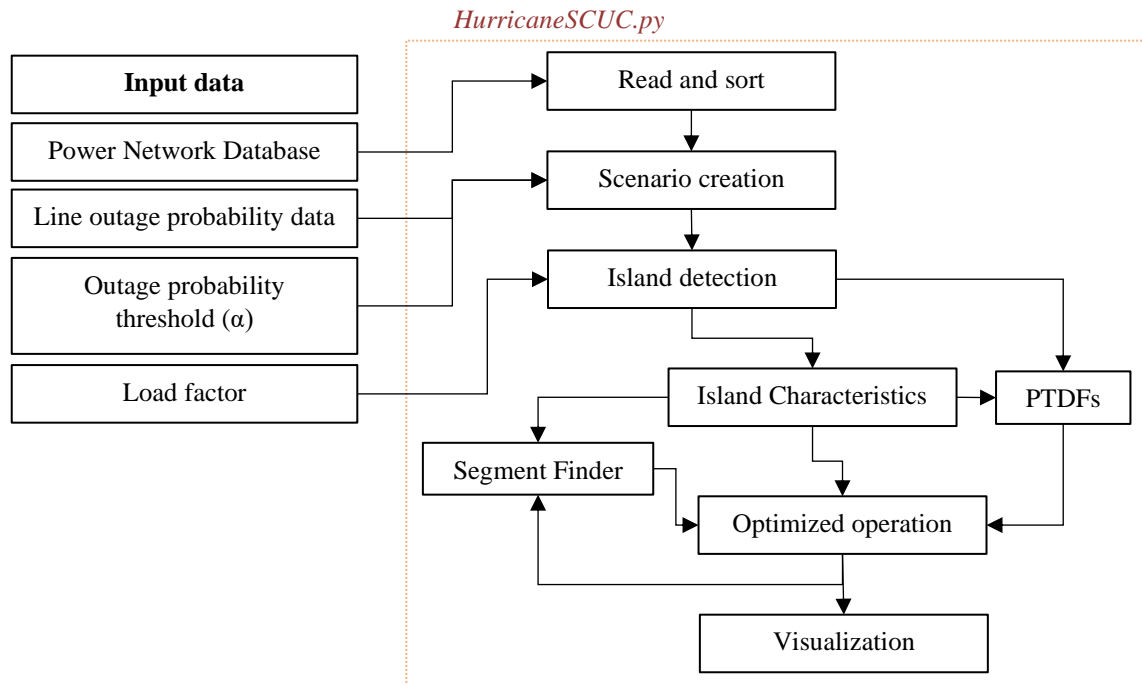 HurricaneSCUC.py
Input data
Power Network Database
Line outage probability data
Outage probability
threshold (α)
Load factor
Read and sort
Scenario creation
Island detection
Island Characteristics
PTDFs
Segment Finder
Optimized operation
Visualization